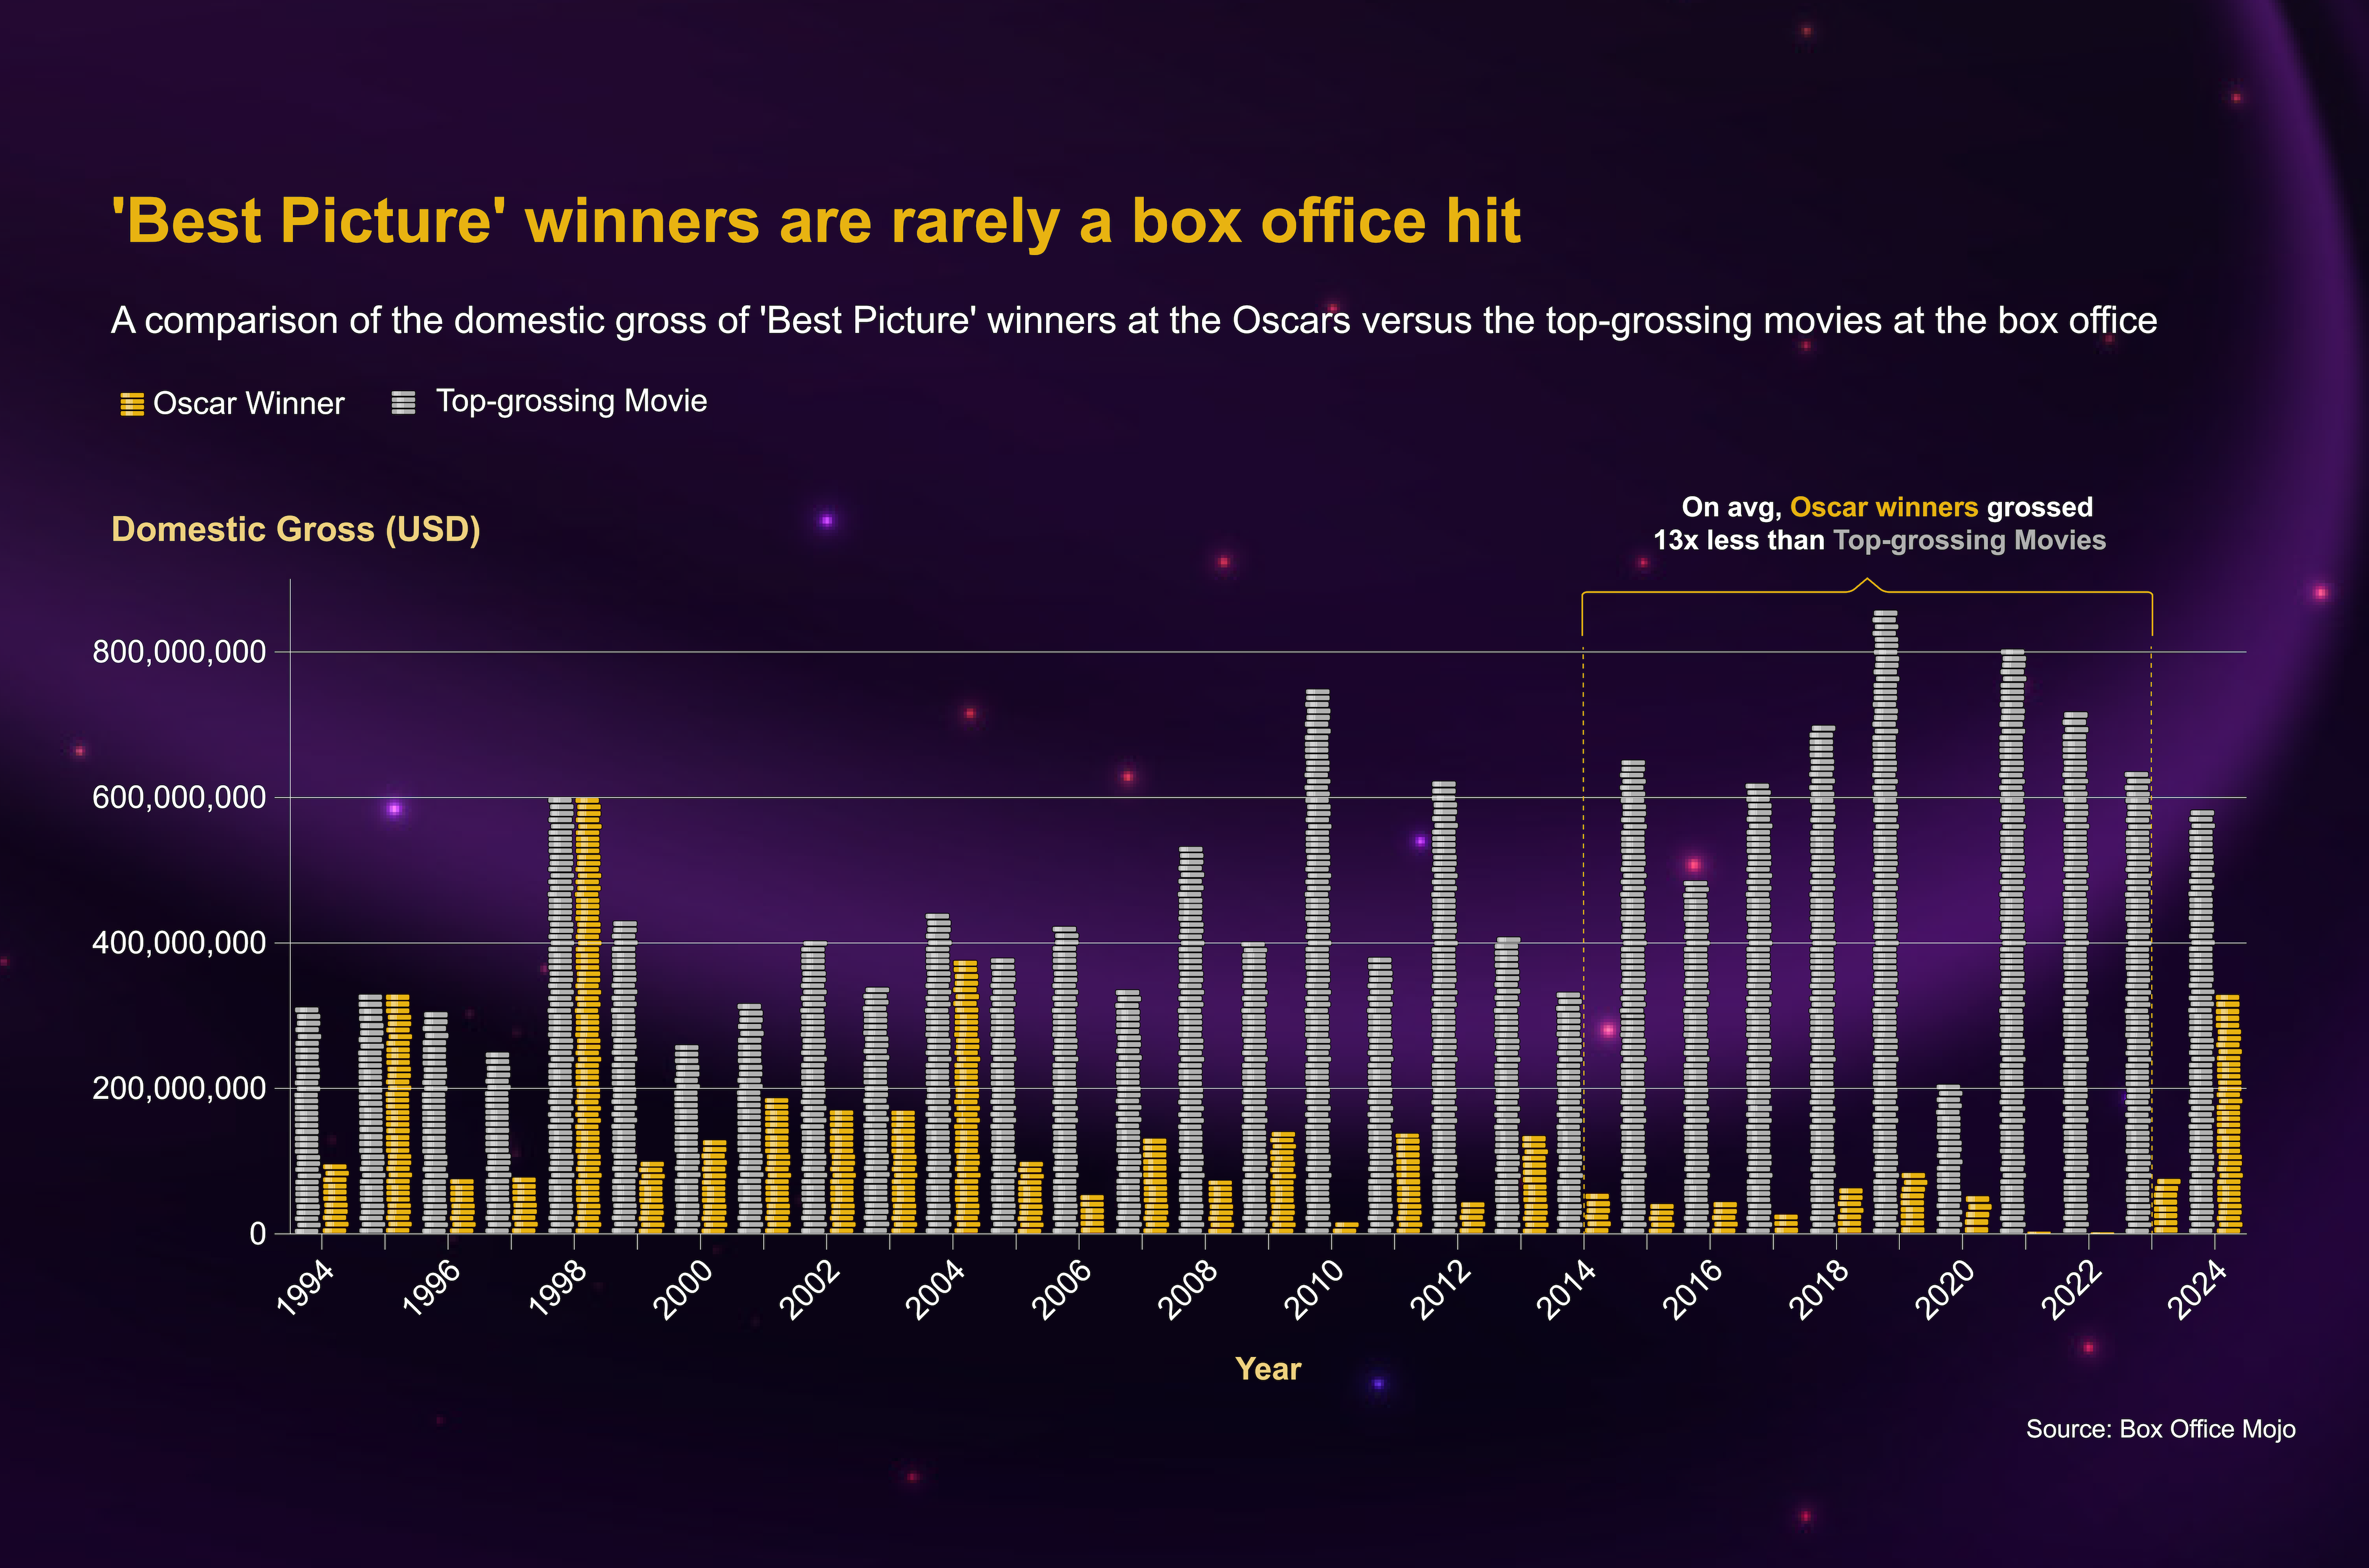 'Best Picture' winners are rarely a box office hit
A comparison of the domestic gross of 'Best Picture' winners at the Oscars versus the top-grossing movies at the box office
Oscar Winner
Top-grossing Movie
Domestic Gross (USD)
On avg, Oscar winners grossed
13x less than Top-grossing Movies
800,000,000
600,000,000
400,000,000
200,000,000
0
1994
1996
1998
2000
2002
2004
2006
2008
2010
2012
2014
2016
2018
2020
2022
2024
Year
Source: Box Office Mojo